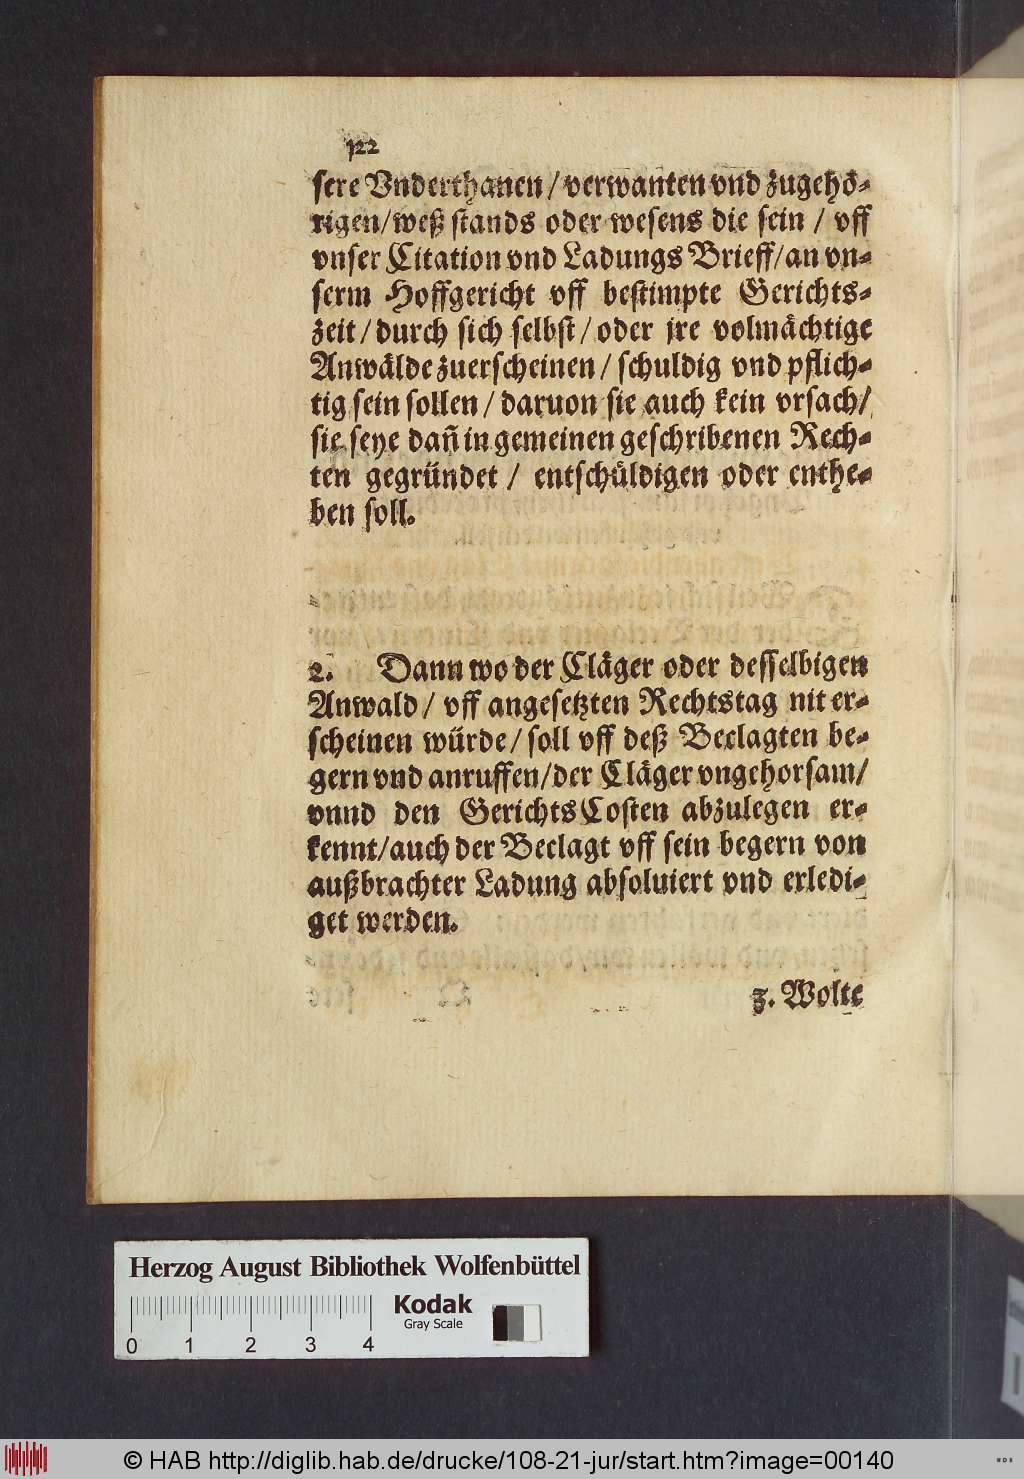 122
sere Vnderthanen / verwanten vnd zugehö-
rigen/weß stands oder wesens die sein / vff
vnser Citation vnd Ladungs Brieff/an vn-
serm Hoffgericht vff bestimpte Gerichts-
zeit/durch sich selbst/oder jre volmächtige
Anwälde zuerscheinen / schuldig vnd pflich-
tig sein sollen / daruon sie auch kein vrsach/
sie seye dañ in gemeinen geschribenen Rech-
ten gegründet / entschüldigen oder enthe-
ben soll.
2. Dann wo der Cläger oder desselbigen
Anwald / vff angesetzten Rechtstag nit er-
scheinen würde/soll vff deß Beclagten be-
gern vnd anruffen/der Cläger vngehorsam/
vnnd den GerichtsCosten abzulegen er-
kennt/auch der Beclagt vff sein begern von
außbrachter Ladung absoluiert vnd erledi-
get werden.
3. Wolte
Herzog August Bibliothek Wolfenbüttel
Kodak
Gray Scale
0 1 2 3 4
© HAB http://diglib.hab.de/drucke/108-21-jur/start.htm?image=00140